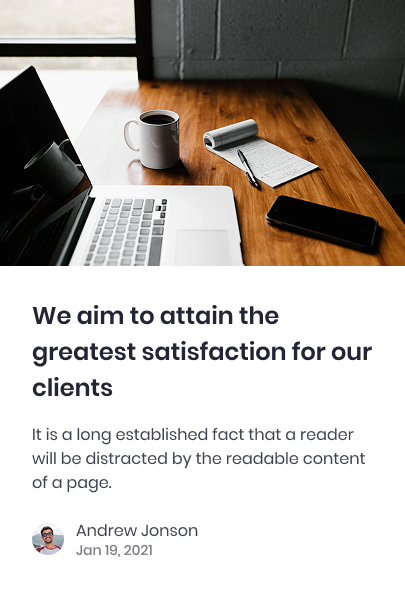 We aim to attain the
greatest satisfaction for our
clients
It is a long established fact that a reader
will be distracted by the readable content
of a page.
Andrew Jonson
Jan 19, 2021